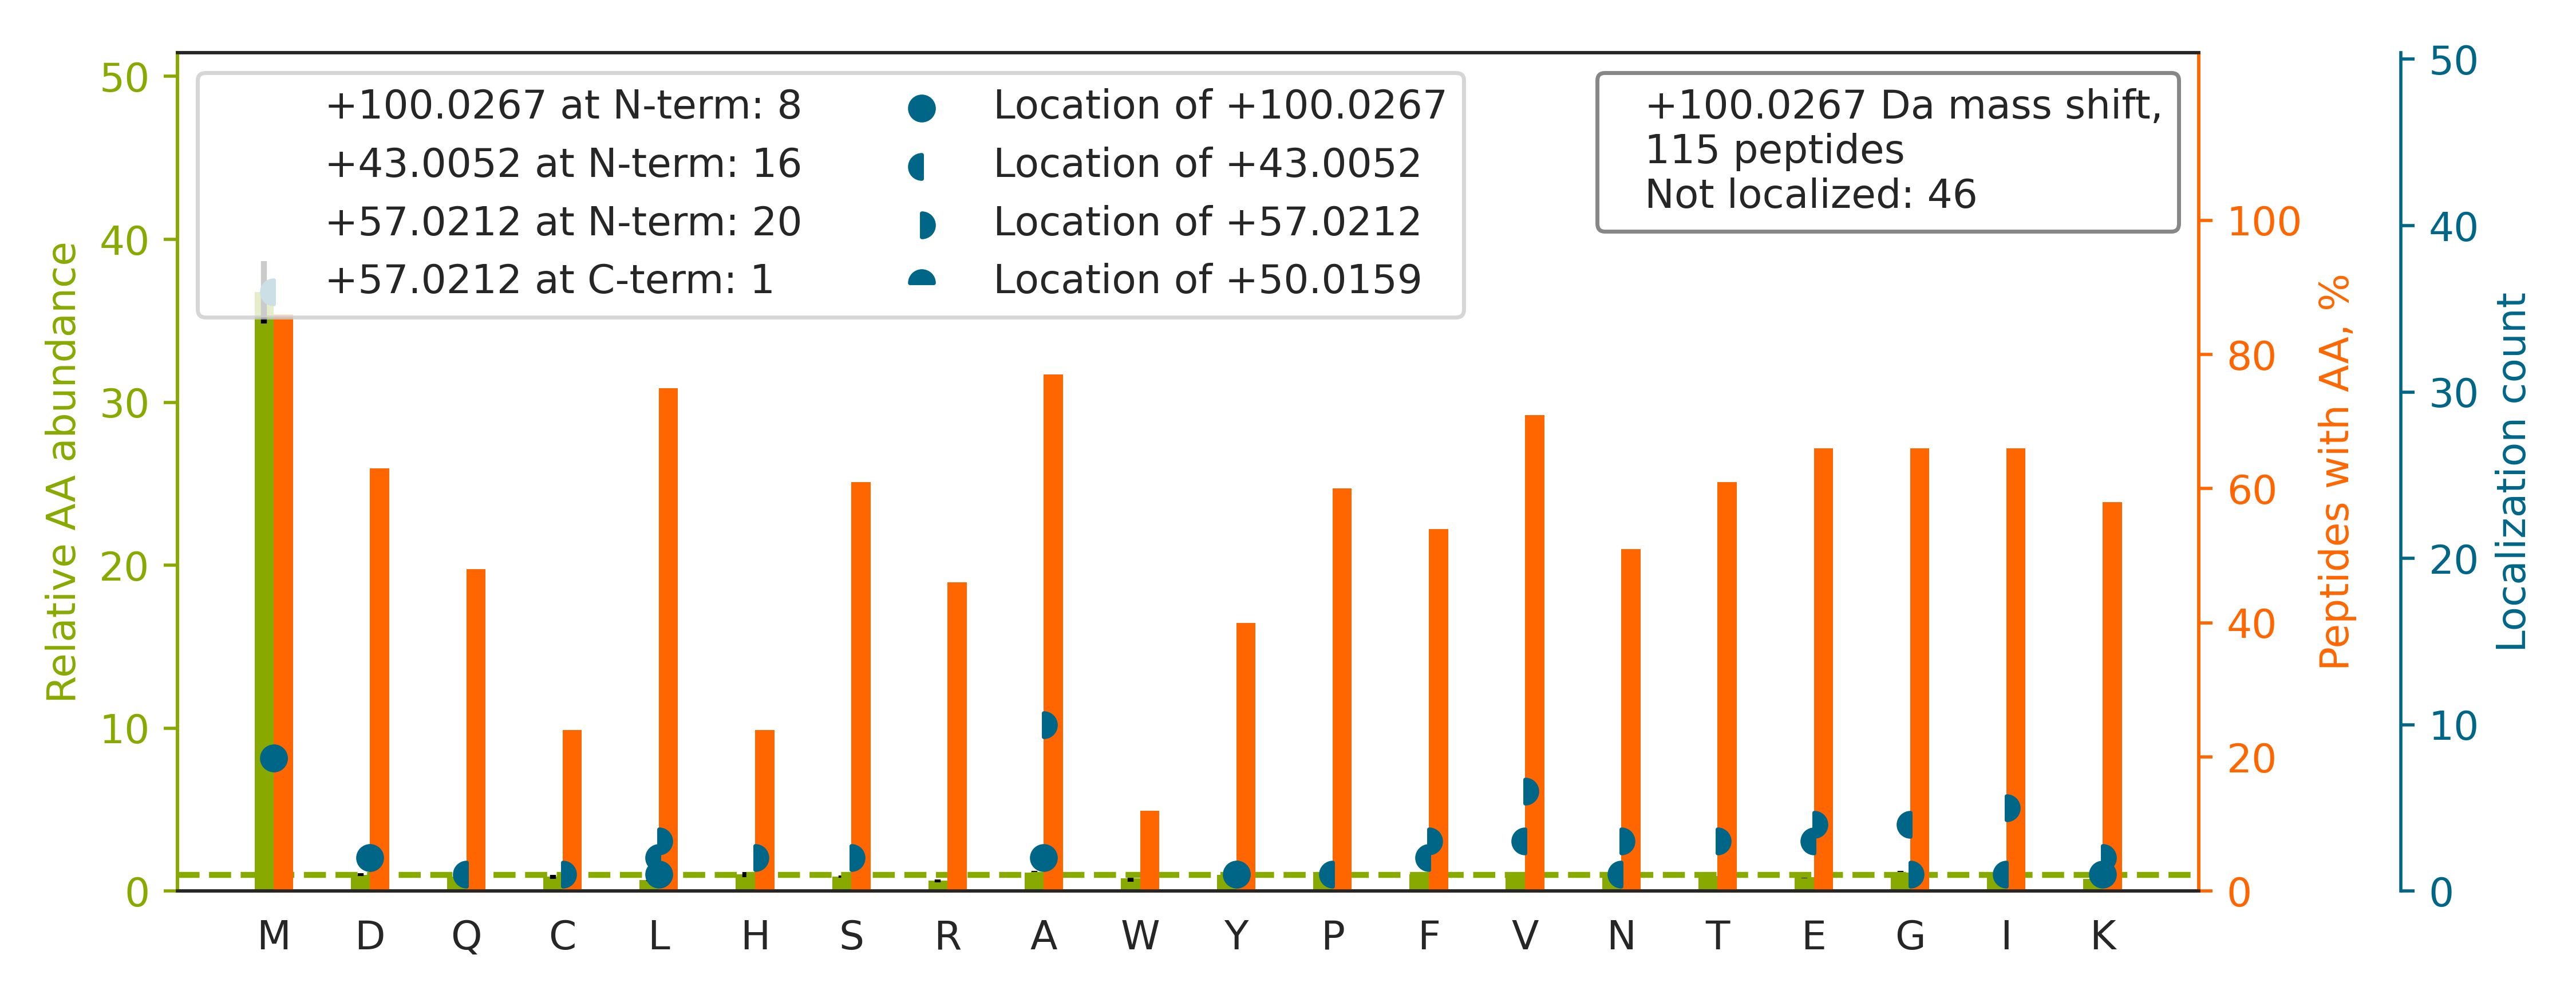 +100.0267 at N-term: 8
+43.0052 at N-term: 16
+57.0212 at N-term: 20
+57.0212 at C-term: 1
Location of +100.0267
Location of +43.0052
Location of +57.0212
Location of +50.0159
+100.0267 Da mass shift,
115 peptides
Not localized: 46
Relative AA abundance
50
40
30
20
10
0
M D Q C L H S R A W Y P F V N T E G I K
100
80
60
40
20
0
Peptides with AA, %
50
40
30
20
10
0
Localization count